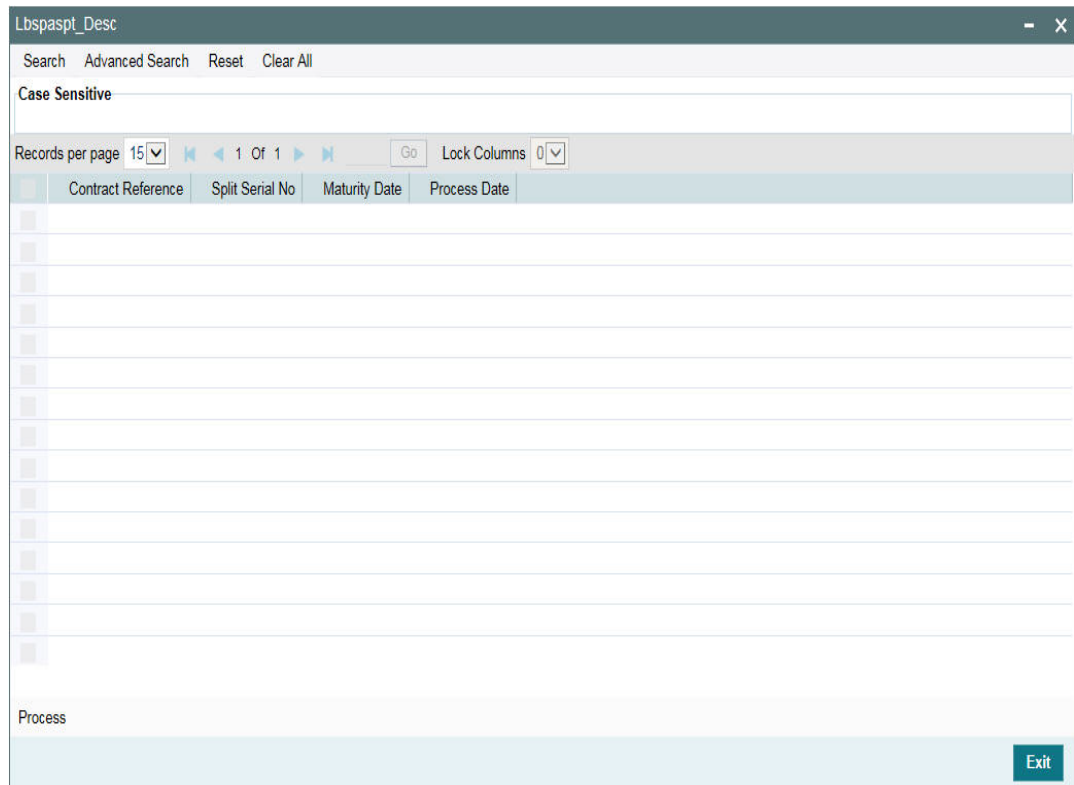 Lbspaspt_Desc
Search Advanced Search Reset Clear All
Case Sensitive
Records per page 15 1 Of 1 Go Lock Columns 0
Contract Reference Split Serial No Maturity Date Process Date
Process
Exit